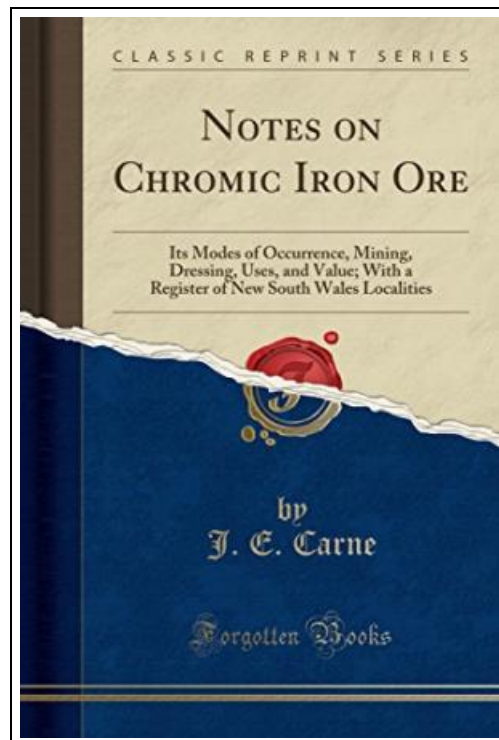 CLASSIC REPRINT SERIES
NOTES ON
CHROMIC IRON ORE
Its Modes of Occurrence, Mining,
Dressing, Uses, and Value; With a
Register of New South Wales Localities
F
by
J. E. Carne
Forgotten Books